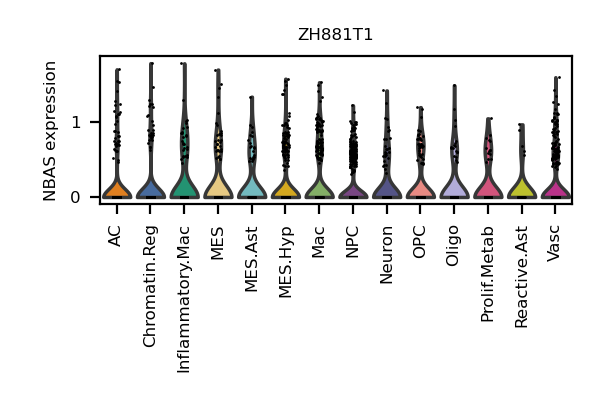 ZH881T1
NBAS expression
1
0
AC
Chromatin.Reg
Inflammatory.Mac
MES
MES.Ast
MES.Hyp
Mac
NPC
Neuron
OPC
Oligo
Prolif.Metab
Reactive.Ast
Vasc